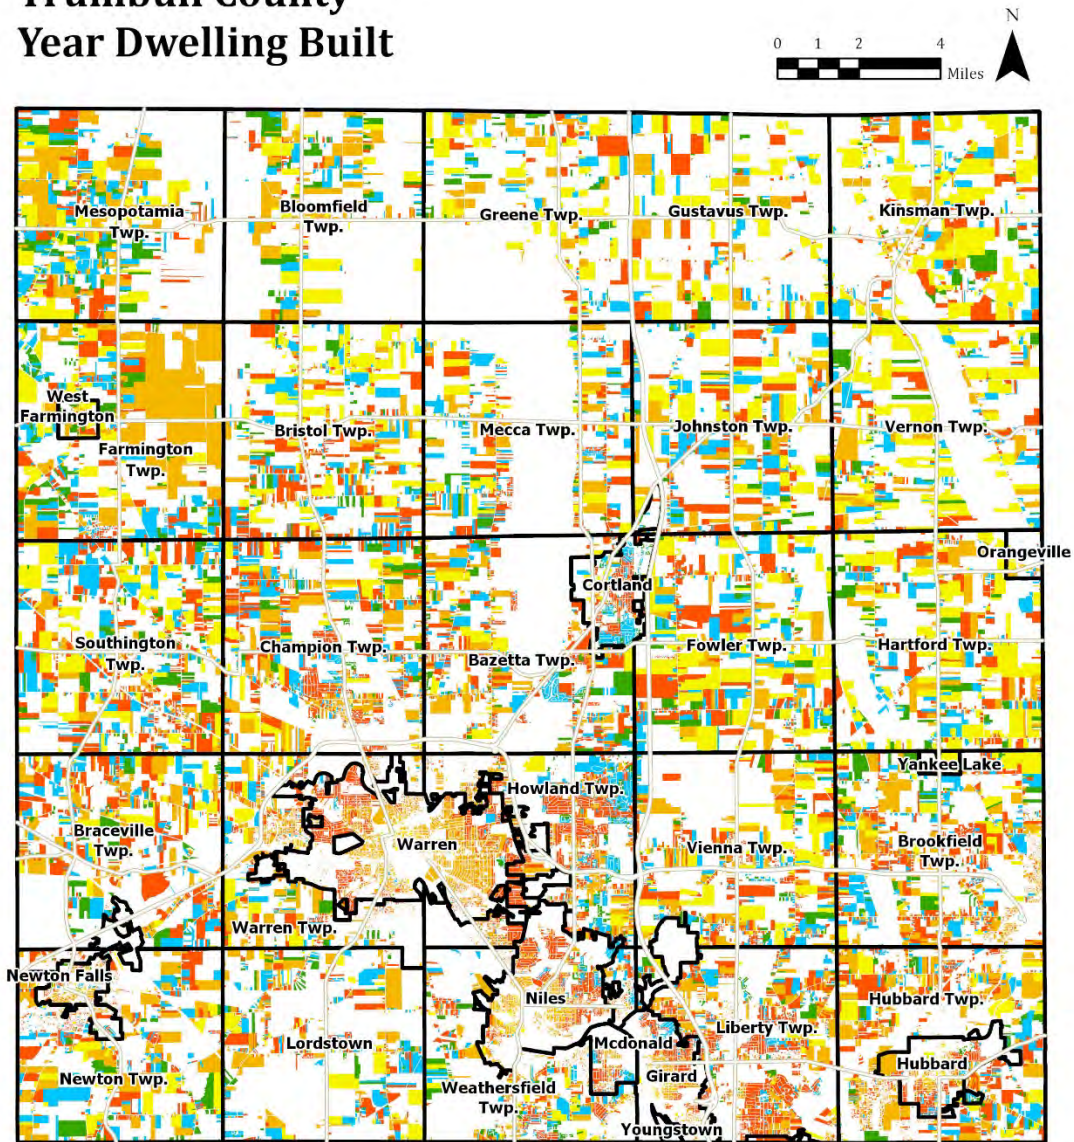 Trumbull County
Year Dwelling Built
N
0 1 2 4
Miles
Mesopotamia
Twp.
Bloomfield
Twp.
Greene Twp.
Gustavus Twp.
Kinsman Twp.
West
Farmington
Farmington
Twp.
Bristol Twp.
Mecca Twp.
Johnston Twp.
Vernon Twp.
Orangeville
Cortland
Southington
Twp.
Champion Twp.
Bazetta Twp.
Fowler Twp.
Hartford Twp.
Yankee Lake
Howland Twp.
Braceville
Twp.
Warren
Vienna Twp.
Brookfield
Twp.
Warren Twp.
Newton Falls
Niles
Hubbard Twp.
Lordstown
Mcdonald
Liberty Twp.
Hubbard
Newton Twp.
Weathersfield
Twp.
Girard
Youngstown